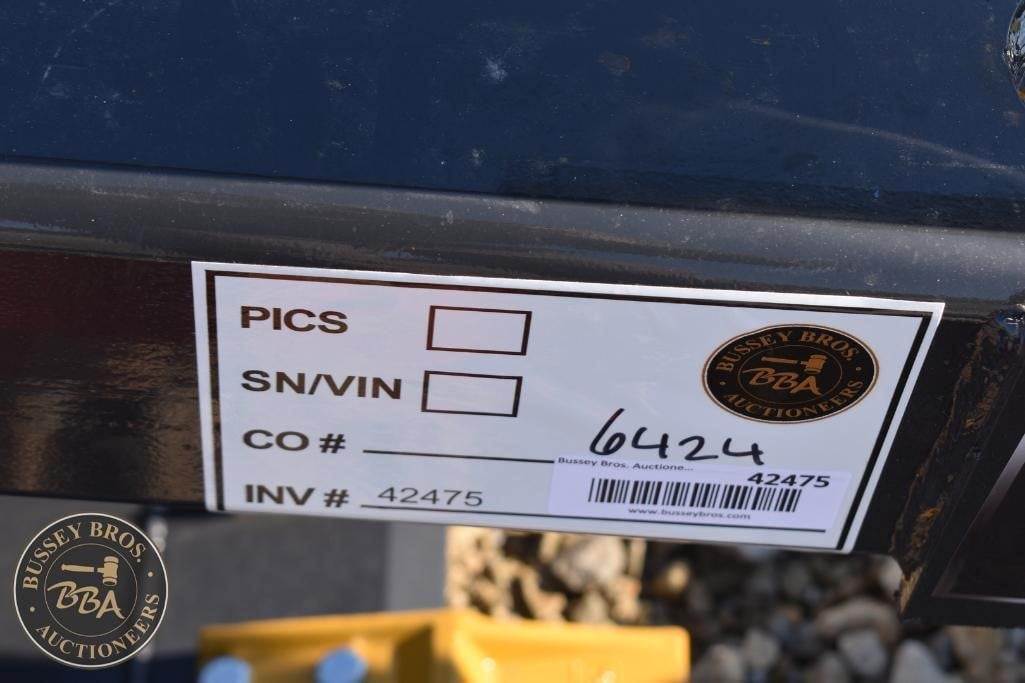 PICS
BUSSEY BROS.
BBA
AUCTIONEERS
SN/VIN
CO #
6424
Bussey Bros. Auctione...
42475
INV # 42475
www.busseybros.com
BUSSEY BROS.
BBA
AUCTIONEERS